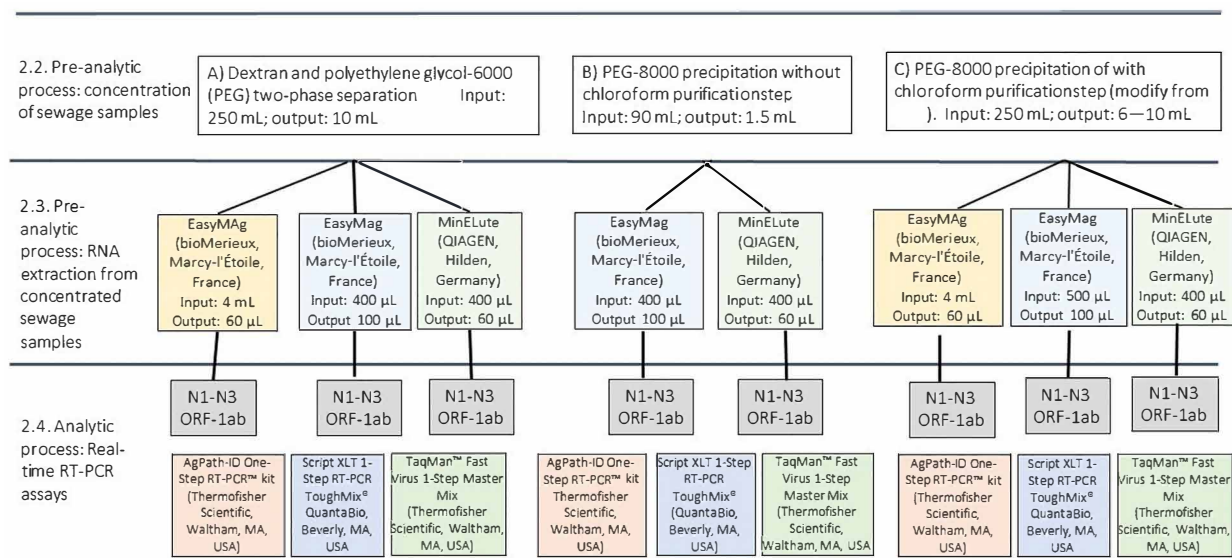 2.2. Pre-analytic
process: concentration
of sewage samples
A) Dextran and polyethylene glycol-6000
(PEG) two-phase separation Input:
250 mL; output: 10 mL
B) PEG-8000 precipitation without
chloroform purificationstep
Input: 90 mL; output: 1.5 mL
C) PEG-8000 precipitation of with
chloroform purificationstep (modify from
). Input: 250 mL; output: 6—10 mL
2.3. Pre-
analytic
process: RNA
extraction from
concentrated
sewage
samples
EasyMAg
(bioMerieux,
Marcy-l'Étoile,
France)
Input: 4 mL
Output: 60 µL
EasyMag
(bioMerieux,
Marcy-l'Étoile,
France)
Input: 400 µL
Output 100 µL
MinELute
(QIAGEN,
Hilden,
Germany)
Input: 400 µL
Output: 60 µL
EasyMag
(bioMerieux,
Marcy-l'Étoile,
France)
Input: 400 µL
Output 100 µL
MinELute
(QIAGEN,
Hilden,
Germany)
Input: 400 µL
Output: 60 µL
EasyMAg
(bioMerieux,
Marcy-l'Étoile,
France)
Input: 4 mL
Output: 60 µL
EasyMag
(bioMerieux,
Marcy-l'Étoile,
France)
Input: 500 µL
Output: 100 µL
MinELute
(QIAGEN,
Hilden,
Germany)
Input: 400 µL
Output: 60 µL
2.4. Analytic
process: Real-
time RT-PCR
assays
N1-N3
ORF-1ab
N1-N3
ORF-1ab
N1-N3
ORF-1ab
N1-N3
ORF-1ab
N1-N3
ORF-1ab
N1-N3
ORF-1ab
N1-N3
ORF-1ab
N1-N3
ORF-1ab
AgPath-ID One-
Step RT-PCR™ kit
(Thermofisher
Scientific,
Waltham, MA,
USA)
Script XLT 1-
Step RT-PCR
ToughMix®
QuantaBio,
Beverly, MA,
USA
TaqMan™ Fast
Virus 1-Step Master
Mix
(Thermofisher
Scientific, Waltham,
MA, USA)
AgPath-ID One-
Step RT-PCR™ kit
Thermofisher
Scientific,
Waltham, MA,
USA)
Script XLT 1-Step
RT-PCR
ToughMix®
(QuantaBio,
Beverly, MA,
USA)
TaqMan™ Fast
Virus 1-Step
Master Mix
(Thermofisher
Scientific,
Waltham, MA, USA
AgPath-ID One-
Step RT-PCR™ kit
(Thermofisher
Scientific,
Waltham, MA,
USA)
Script XLT 1-
Step RT-PCR
ToughMix®
QuantaBio,
Beverly, MA,
USA
TaqMan™ Fast
Virus 1-Step Master
Mix
(Thermofisher
Scientific, Waltham,
MA, USA)